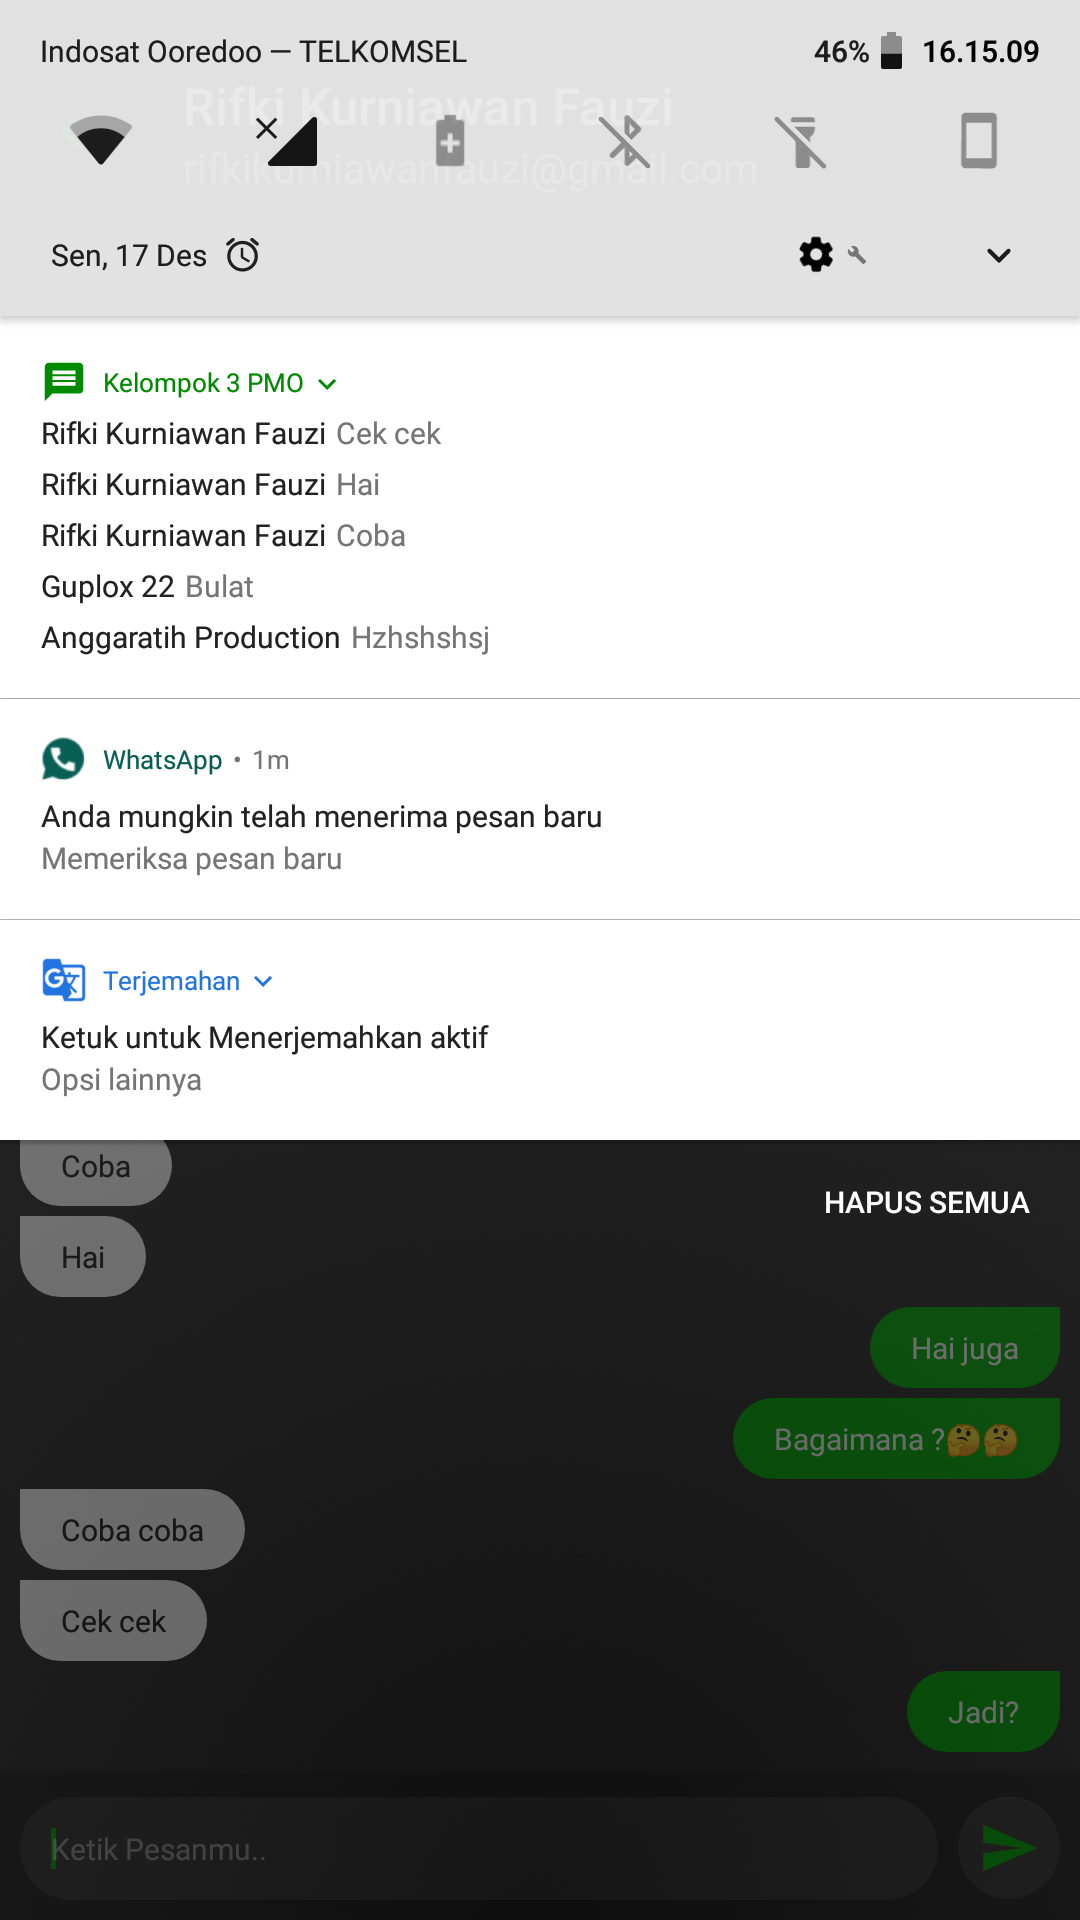 Indosat Ooredoo — TELKOMSEL 46% 16.15.09
Rifki Kurniawan Fauzi
rifkikurniawanfauzi@gmail.com
Sen, 17 Des
Kelompok 3 PMO
Rifki Kurniawan Fauzi Cek cek
Rifki Kurniawan Fauzi Hai
Rifki Kurniawan Fauzi Coba
Guplox 22 Bulat
Anggaratih Production Hzhshshsj
WhatsApp • 1m
Anda mungkin telah menerima pesan baru
Memeriksa pesan baru
Terjemahan
Ketuk untuk Menerjemahkan aktif
Opsi lainnya
Coba
HAPUS SEMUA
Hai
Hai juga
Bagaimana ?🤔🤔
Coba coba
Cek cek
Jadi?
Ketik Pesanmu..